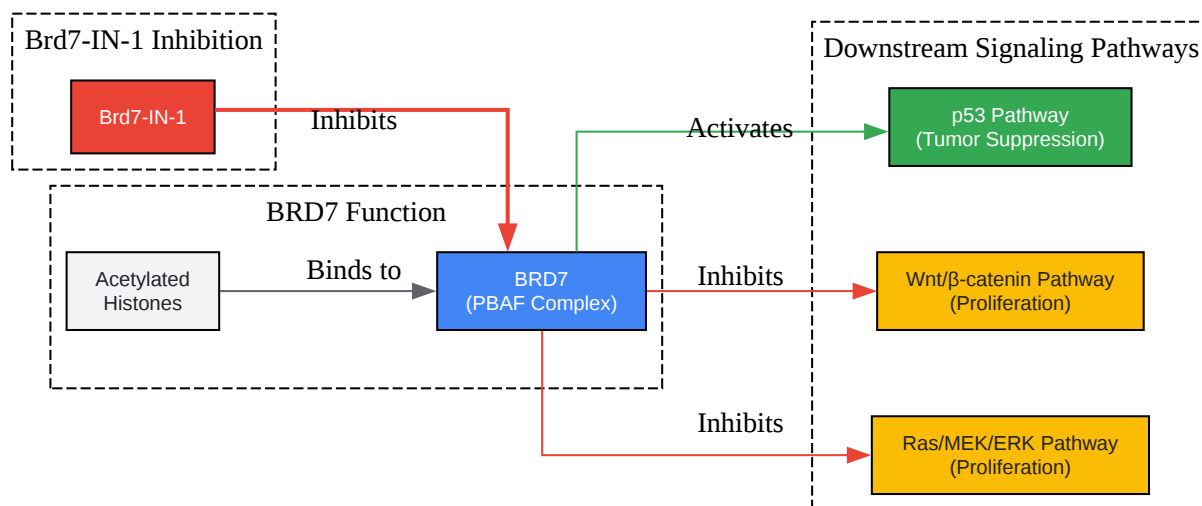 Brd7-IN-1 Inhibition
Brd7-IN-1
Inhibits
BRD7 Function
Acetylated
Histones
Binds to
BRD7
(PBAF Complex)
Activates
Inhibits
Inhibits
Downstream Signaling Pathways
p53 Pathway
(Tumor Suppression)
Wnt/β-catenin Pathway
(Proliferation)
Ras/MEK/ERK Pathway
(Proliferation)